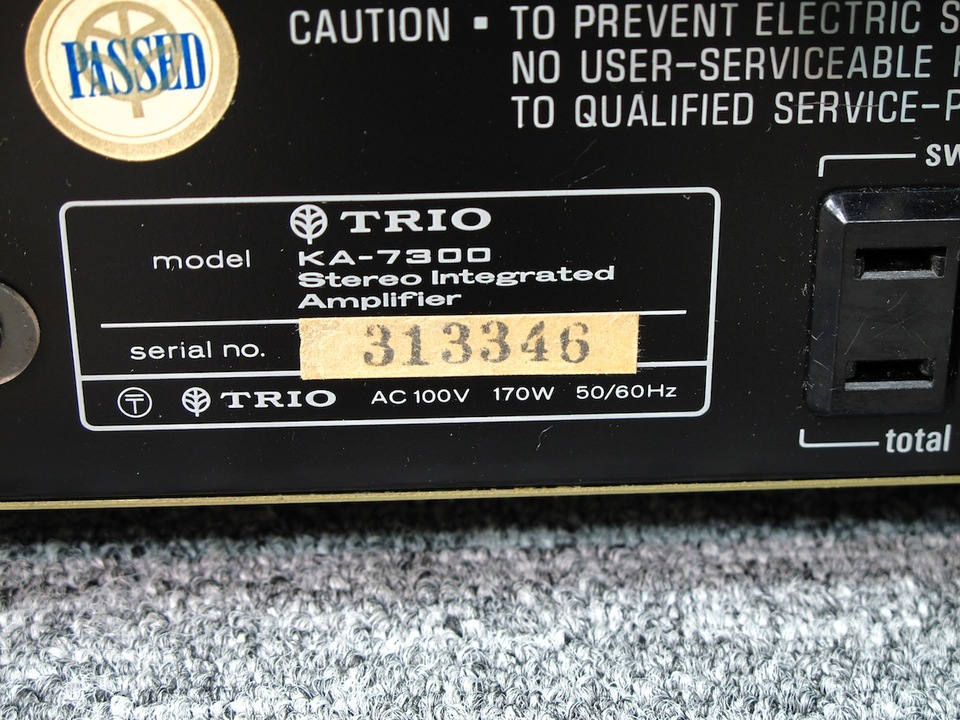 PASSED
CAUTION ▪ TO PREVENT ELECTRIC
NO USER-SERVICEABLE
TO QUALIFIED SERVICE-
TRIO
model KA-7300
Stereo Integrated
Amplifier
serial no. 313346
Ⓣ TRIO AC 100V 170W 50/60Hz
total